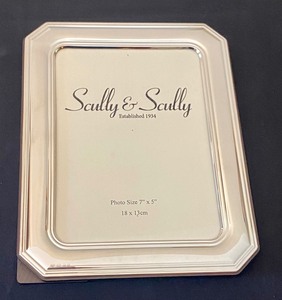 Scully & Scully
Established 1934
Photo Size 7" x 5"
18 x 13cm